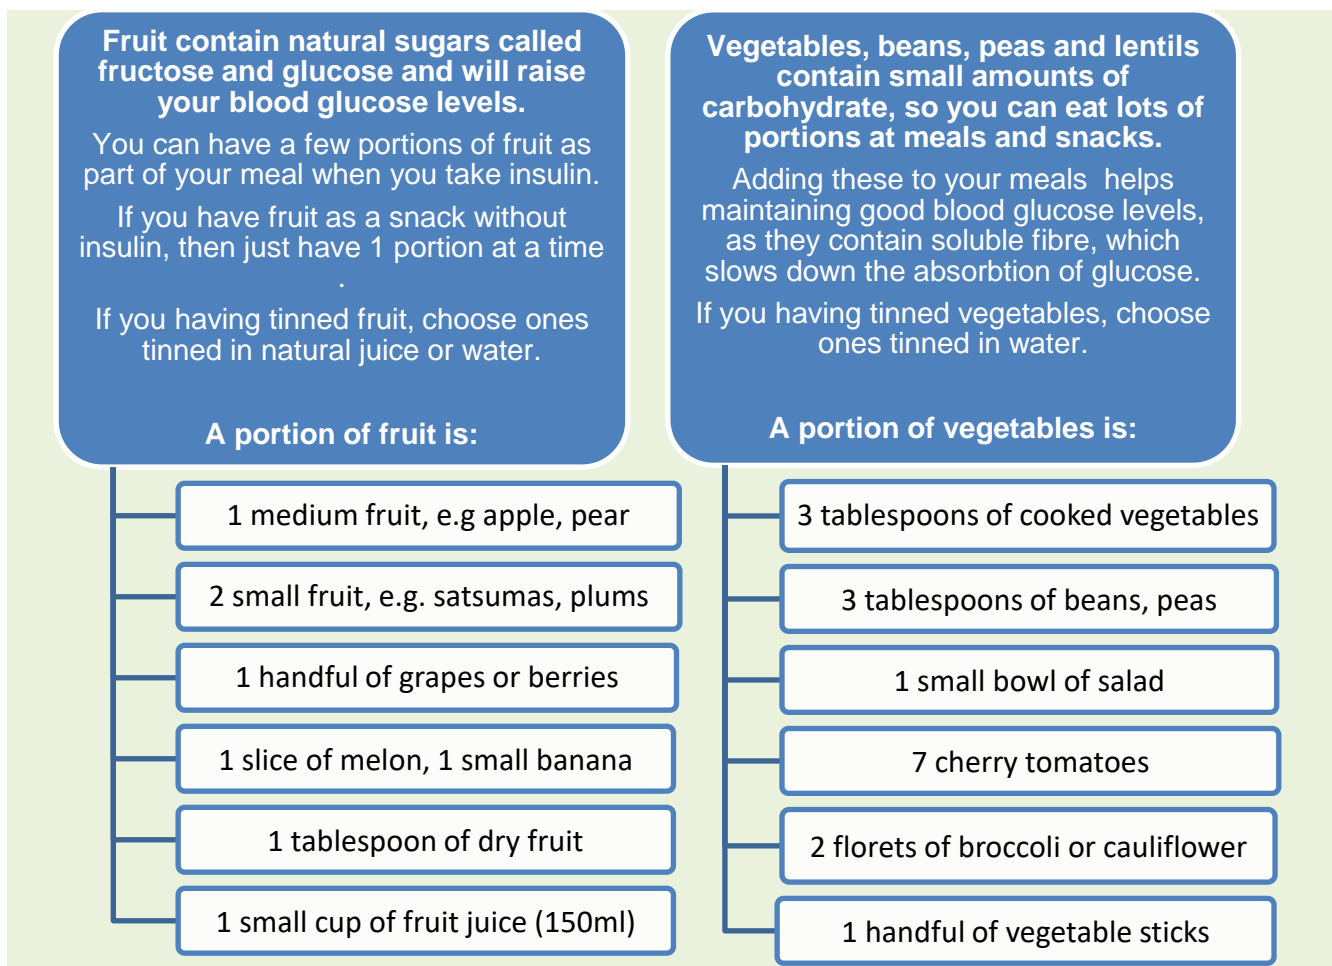 Fruit contain natural sugars called
fructose and glucose and will raise
your blood glucose levels.
You can have a few portions of fruit as
part of your meal when you take insulin.
If you have fruit as a snack without
insulin, then just have 1 portion at a time
.
If you having tinned fruit, choose ones
tinned in natural juice or water.
A portion of fruit is:
1 medium fruit, e.g apple, pear
2 small fruit, e.g. satsumas, plums
1 handful of grapes or berries
1 slice of melon, 1 small banana
1 tablespoon of dry fruit
1 small cup of fruit juice (150ml)
Vegetables, beans, peas and lentils
contain small amounts of
carbohydrate, so you can eat lots of
portions at meals and snacks.
Adding these to your meals  helps
maintaining good blood glucose levels,
as they contain soluble fibre, which
slows down the absorbtion of glucose.
If you having tinned vegetables, choose
ones tinned in water.
A portion of vegetables is:
3 tablespoons of cooked vegetables
3 tablespoons of beans, peas
1 small bowl of salad
7 cherry tomatoes
2 florets of broccoli or cauliflower
1 handful of vegetable sticks